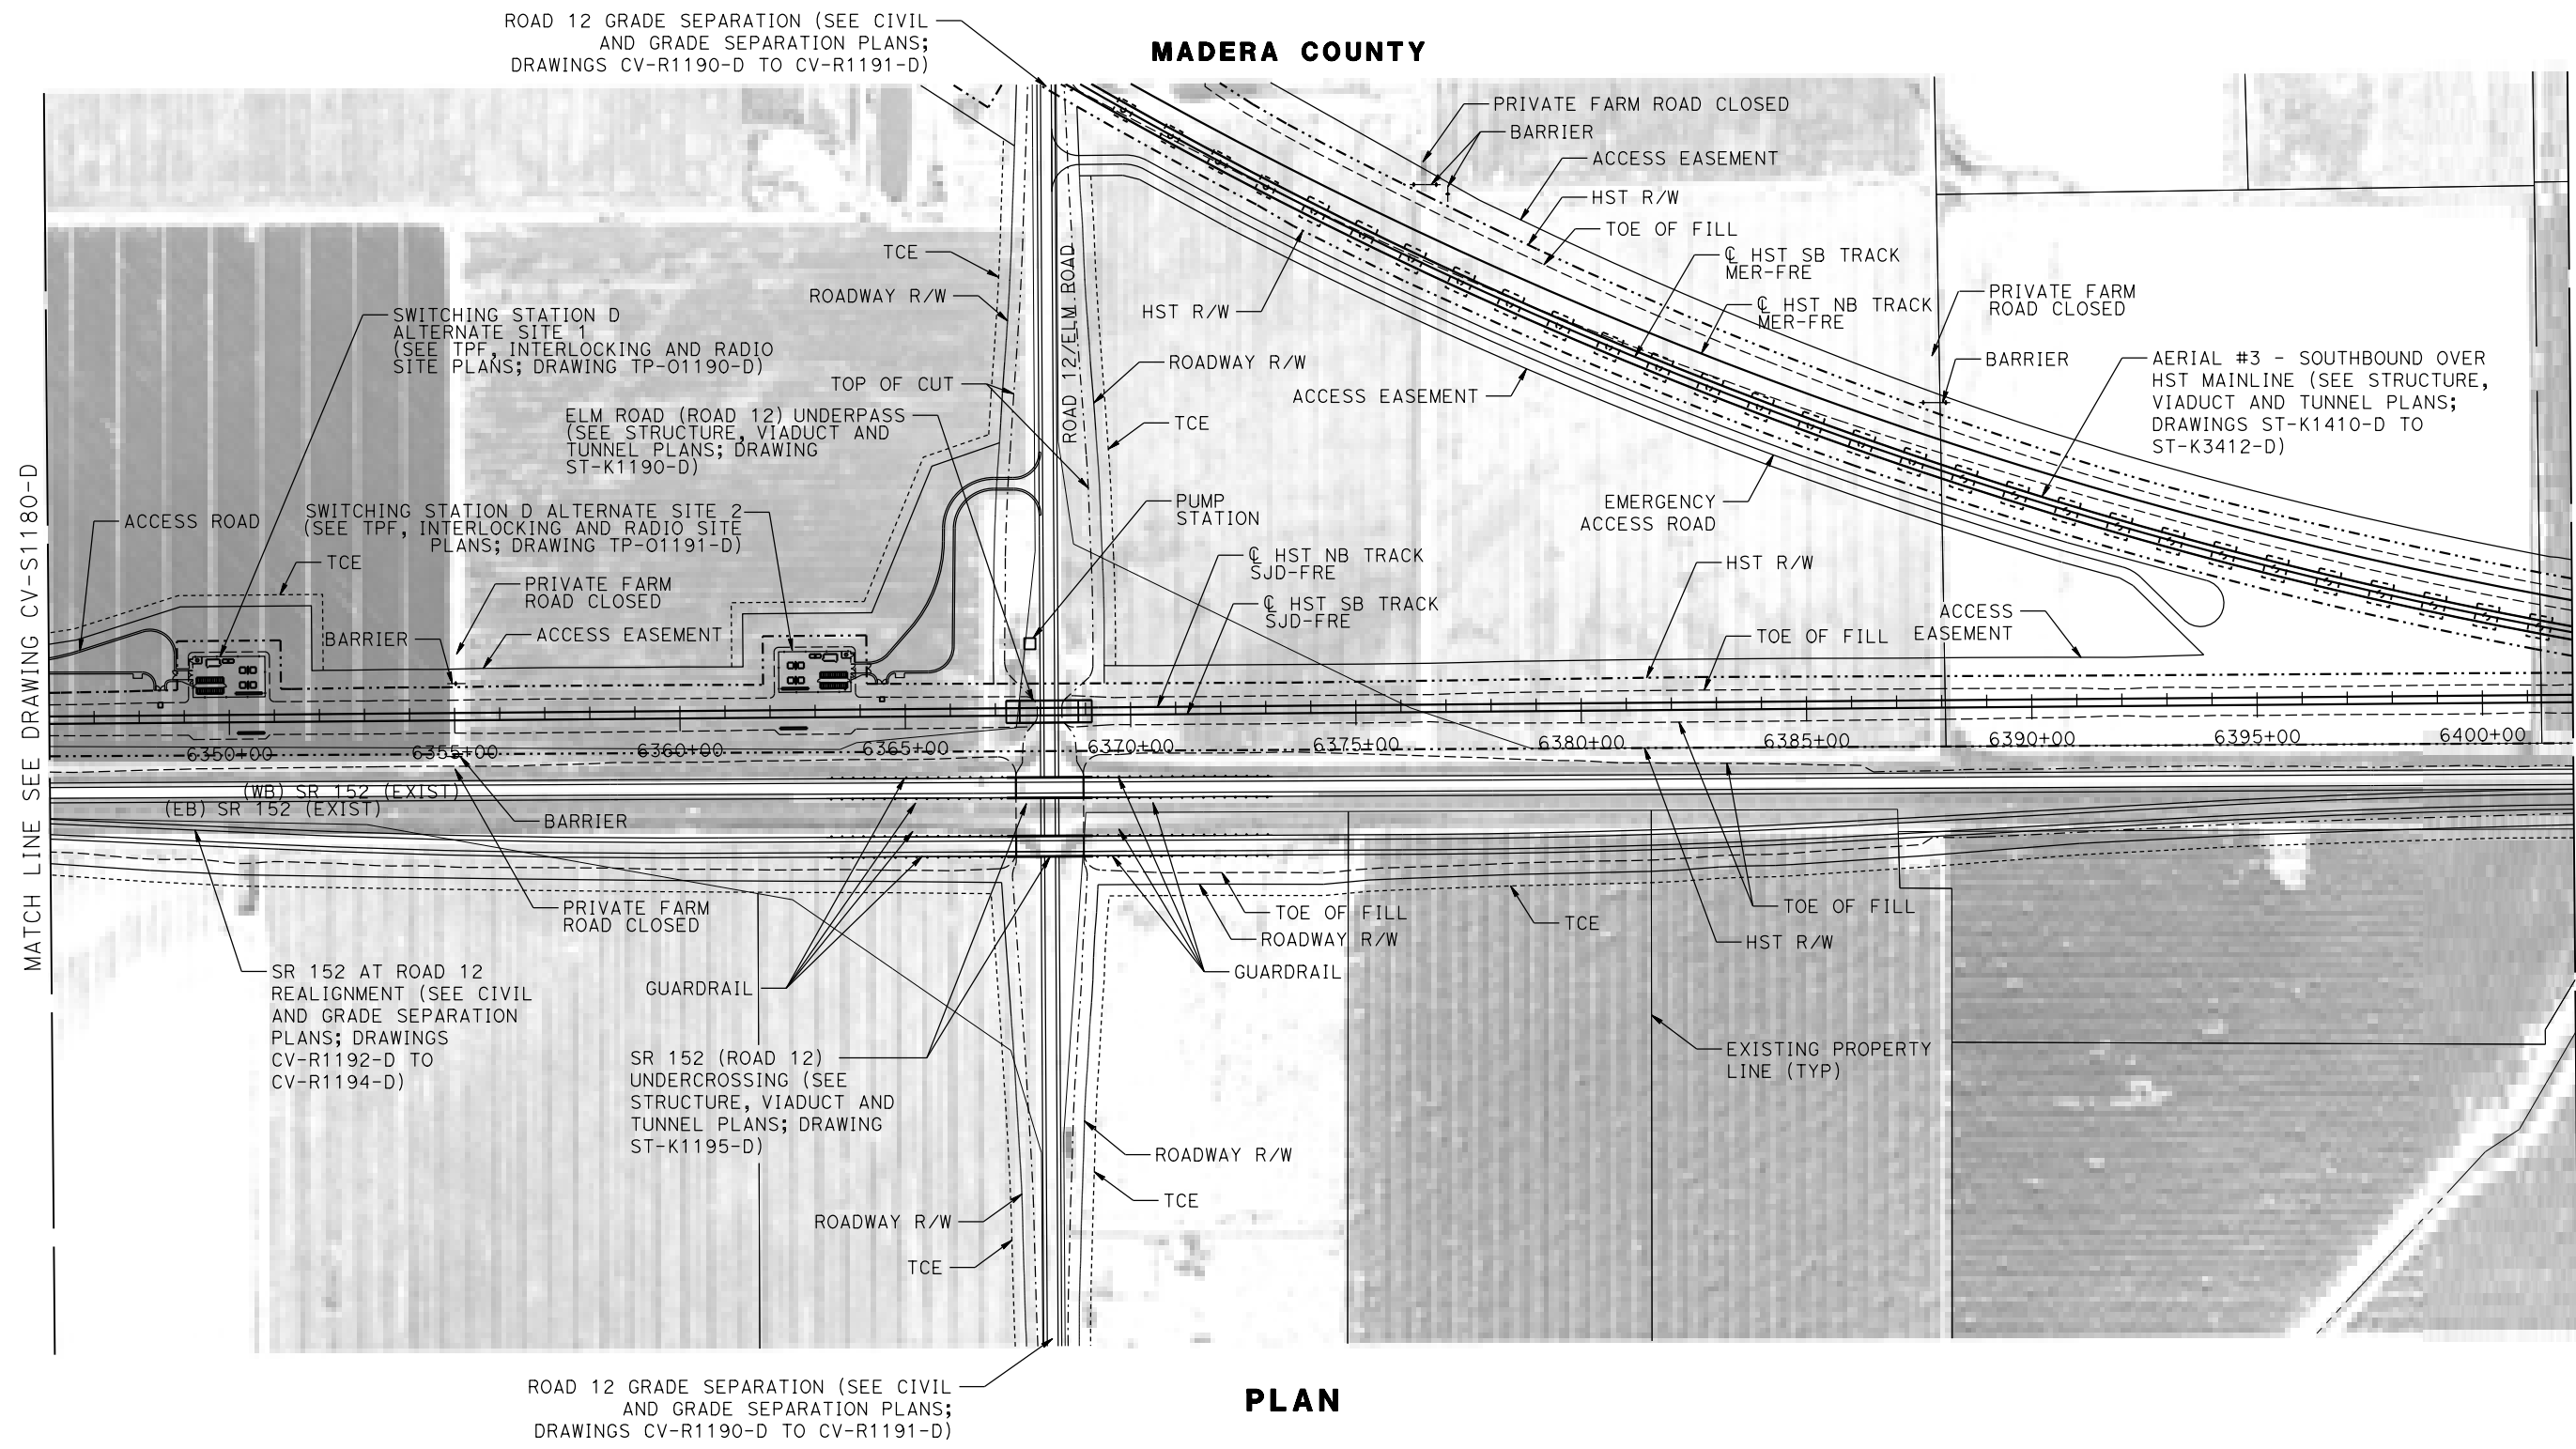 ROAD 12 GRADE SEPARATION (SEE CIVIL
AND GRADE SEPARATION PLANS;
DRAWINGS CV-R1190-D TO CV-R1191-D)
MADERA COUNTY
PRIVATE FARM ROAD CLOSED
BARRIER
ACCESS EASEMENT
HST R/W
TOE OF FILL
℄ HST SB TRACK
MER-FRE
℄ HST NB TRACK
MER-FRE
PRIVATE FARM
ROAD CLOSED
BARRIER
AERIAL #3 - SOUTHBOUND OVER
HST MAINLINE (SEE STRUCTURE,
VIADUCT AND TUNNEL PLANS;
DRAWINGS ST-K1410-D TO
ST-K3412-D)
TCE
ROADWAY R/W
ROAD 12/ELM ROAD
HST R/W
SWITCHING STATION D
ALTERNATE SITE 1
(SEE TPF, INTERLOCKING AND RADIO
SITE PLANS; DRAWING TP-O1190-D)
TOP OF CUT
ROADWAY R/W
ACCESS EASEMENT
ELM ROAD (ROAD 12) UNDERPASS
(SEE STRUCTURE, VIADUCT AND
TUNNEL PLANS; DRAWING
ST-K1190-D)
TCE
MATCH LINE SEE DRAWING CV-S1180-D
ACCESS ROAD
SWITCHING STATION D ALTERNATE SITE 2
(SEE TPF, INTERLOCKING AND RADIO SITE
PLANS; DRAWING TP-O1191-D)
PUMP
STATION
EMERGENCY
ACCESS ROAD
TCE
PRIVATE FARM
ROAD CLOSED
℄ HST NB TRACK
SJD-FRE
℄ HST SB TRACK
SJD-FRE
HST R/W
ACCESS
EASEMENT
BARRIER
ACCESS EASEMENT
TOE OF FILL
6350+00
6355+00
6360+00
6365+00
6370+00
6375+00
6380+00
6385+00
6390+00
6395+00
6400+00
(WB) SR 152 (EXIST)
(EB) SR 152 (EXIST)
BARRIER
PRIVATE FARM
ROAD CLOSED
TOE OF FILL
ROADWAY R/W
GUARDRAIL
TCE
TOE OF FILL
HST R/W
SR 152 AT ROAD 12
REALIGNMENT (SEE CIVIL
AND GRADE SEPARATION
PLANS; DRAWINGS
CV-R1192-D TO
CV-R1194-D)
GUARDRAIL
SR 152 (ROAD 12)
UNDERCROSSING (SEE
STRUCTURE, VIADUCT AND
TUNNEL PLANS; DRAWING
ST-K1195-D)
EXISTING PROPERTY
LINE (TYP)
ROADWAY R/W
TCE
ROADWAY R/W
TCE
ROAD 12 GRADE SEPARATION (SEE CIVIL
AND GRADE SEPARATION PLANS;
DRAWINGS CV-R1190-D TO CV-R1191-D)
PLAN